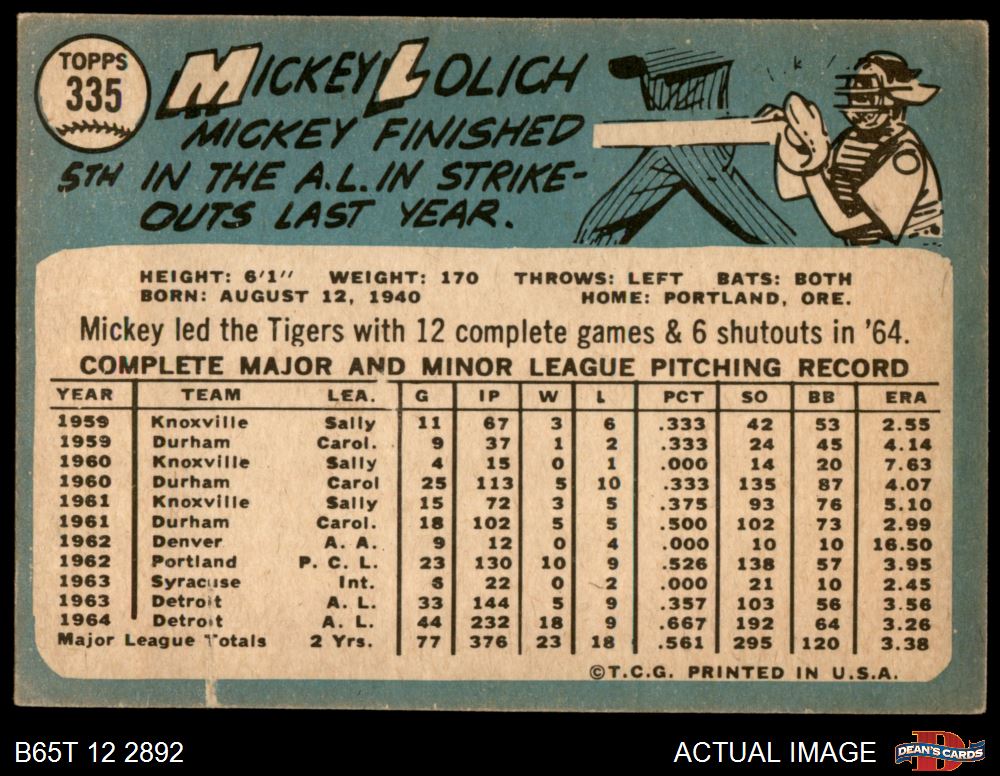 TOPPS
335
MICKEY LOLICH
MICKEY FINISHED
5TH IN THE A.L. IN STRIKE-
OUTS LAST YEAR.
HEIGHT: 6'1" WEIGHT: 170 THROWS: LEFT BATS: BOTH
BORN: AUGUST 12, 1940 HOME: PORTLAND, ORE.
Mickey led the Tigers with 12 complete games & 6 shutouts in '64.
COMPLETE MAJOR AND MINOR LEAGUE PITCHING RECORD
YEAR TEAM LEA. G IP W L PCT SO BB ERA
1959 Knoxville Sally 11 67 3 6 .333 42 53 2.55
1959 Durham Carol. 9 37 1 2 .333 24 45 4.14
1960 Knoxville Sally 4 15 0 1 .000 14 20 7.63
1960 Durham Carol 25 113 5 10 .333 135 87 4.07
1961 Knoxville Sally 15 72 3 5 .375 93 76 5.10
1961 Durham Carol. 18 102 5 5 .500 102 73 2.99
1962 Denver A. A. 9 12 0 4 .000 10 10 16.50
1962 Portland P. C. L. 23 130 10 9 .526 138 57 3.95
1963 Syracuse Int. 6 22 0 2 .000 21 10 2.45
1963 Detroit A. L. 33 144 5 9 .357 103 56 3.56
1964 Detroit A. L. 44 232 18 9 .667 192 64 3.26
Major League Totals 2 Yrs. 77 376 23 18 .561 295 120 3.38
©T.C.G. PRINTED IN U.S.A.
B65T 12 2892
ACTUAL IMAGE
D
DEAN'S CARDS